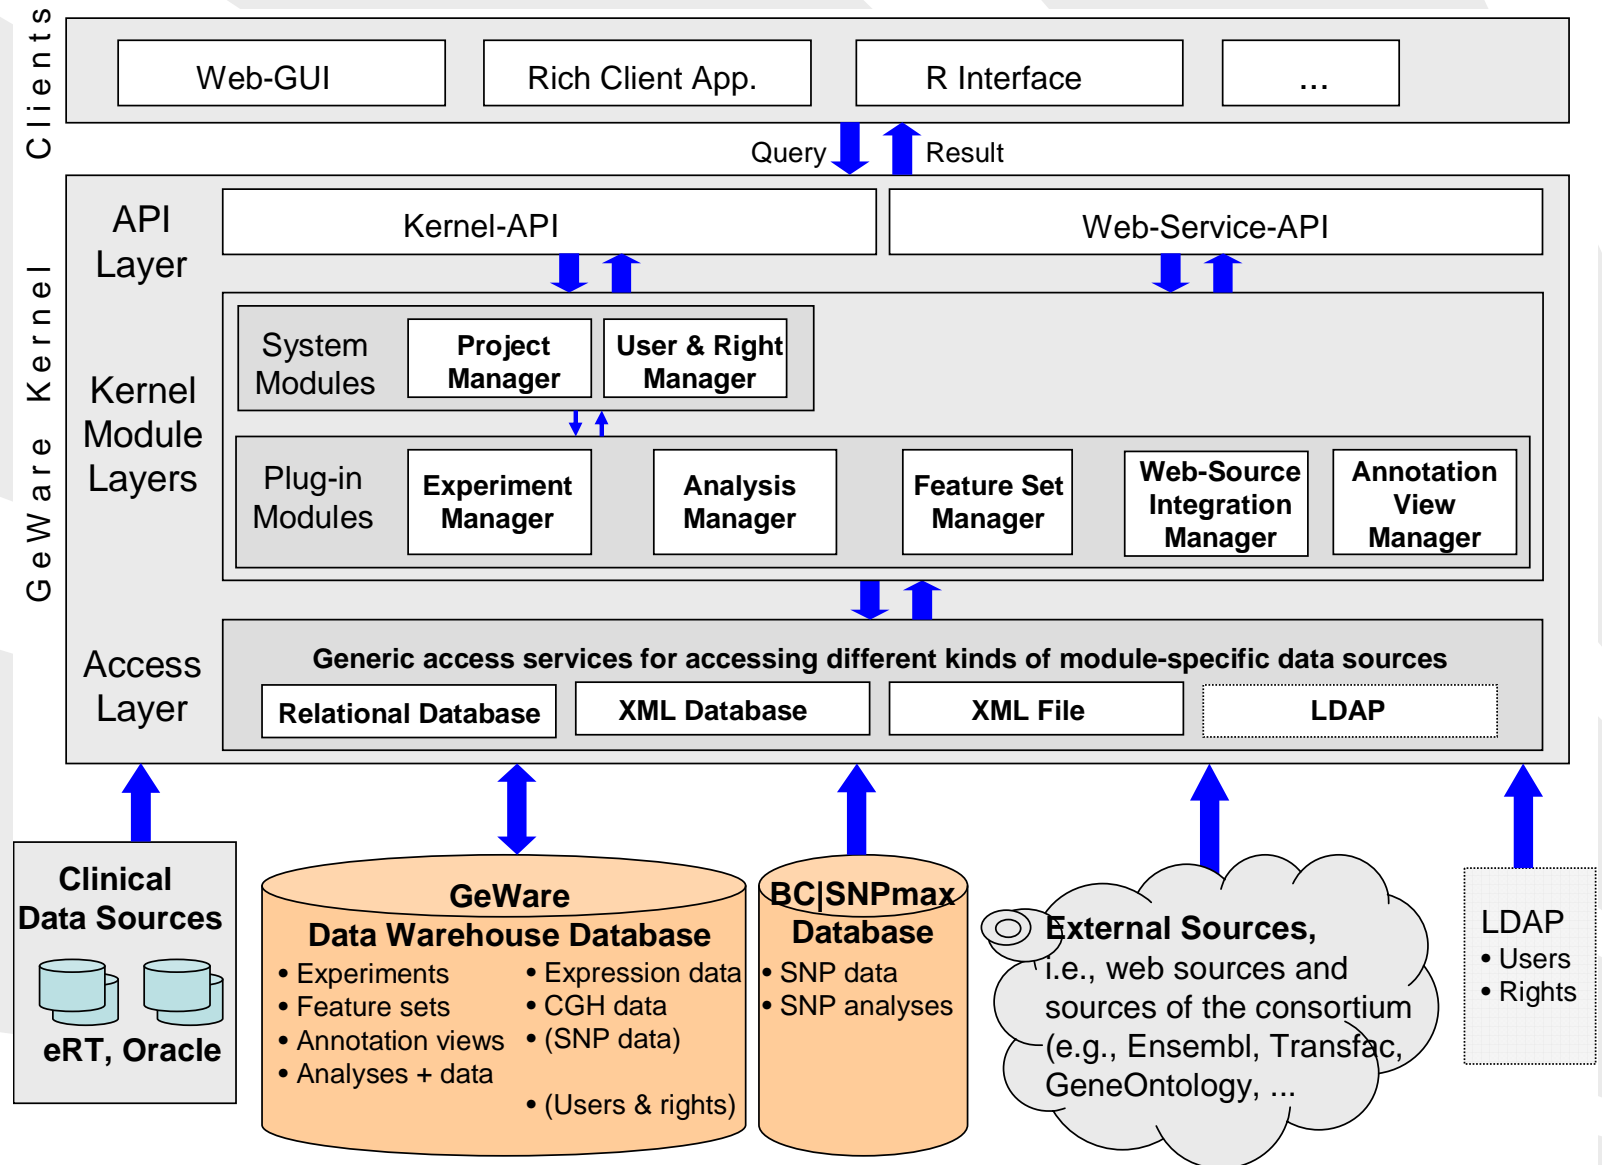 Clients
Web-GUI
Rich Client App.
R Interface
...
Query
Result
GeWare Kernel
API
Layer
Kernel-API
Web-Service-API
Kernel
Module
Layers
System
Modules
Project
Manager
User & Right
Manager
Plug-in
Modules
Experiment
Manager
Analysis
Manager
Feature Set
Manager
Web-Source
Integration
Manager
Annotation
View
Manager
Access
Layer
Generic access services for accessing different kinds of module-specific data sources
Relational Database
XML Database
XML File
LDAP
Clinical
Data Sources
eRT, Oracle
GeWare
Data Warehouse Database
• Experiments
• Feature sets
• Annotation views
• Analyses + data
• Expression data
• CGH data
• (SNP data)
• (Users & rights)
BC|SNPmax
Database
• SNP data
• SNP analyses
External Sources,
i.e., web sources and
sources of the consortium
(e.g., Ensembl, Transfac,
GeneOntology, ...
LDAP
• Users
• Rights